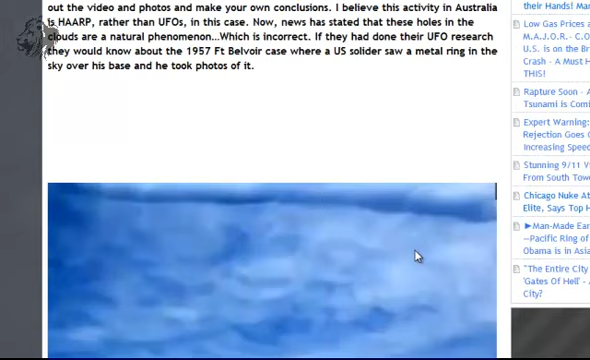 out the video and photos and make your own conclusions. I believe this activity in Australia
is HAARP, rather than UFOs, in this case. Now, news has stated that these holes in the
clouds are a natural phenomenon...Which is incorrect. If they had done their UFO research
they would know about the 1957 Ft Belvoir case where a US solider saw a metal ring in the
sky over his base and he took photos of it.
their Hands! Ma
Low Gas Prices a
M.A.J.O.R.- C.O
U.S. is on the Br
Crash - A Must H
THIS!
Rapture Soon - A
Tsunami is Comi
Expert Warning:
Rejection Goes
Increasing Speed
Stunning 9/11 V
From South Tow
Chicago Nuke At
Elite, Says Top H
►Man-Made Ear
—Pacific Ring of
Obama is in Asia
"The Entire City
'Gates Of Hell' -
City?